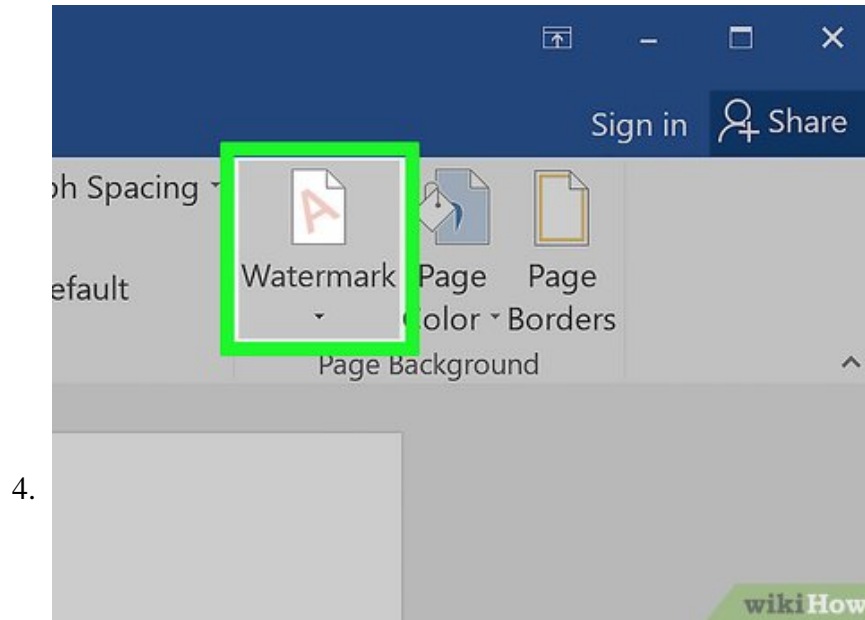 Sign in Share
ph Spacing
Watermark Page Color Page Borders
efault
Page Background
4.
wikiHow